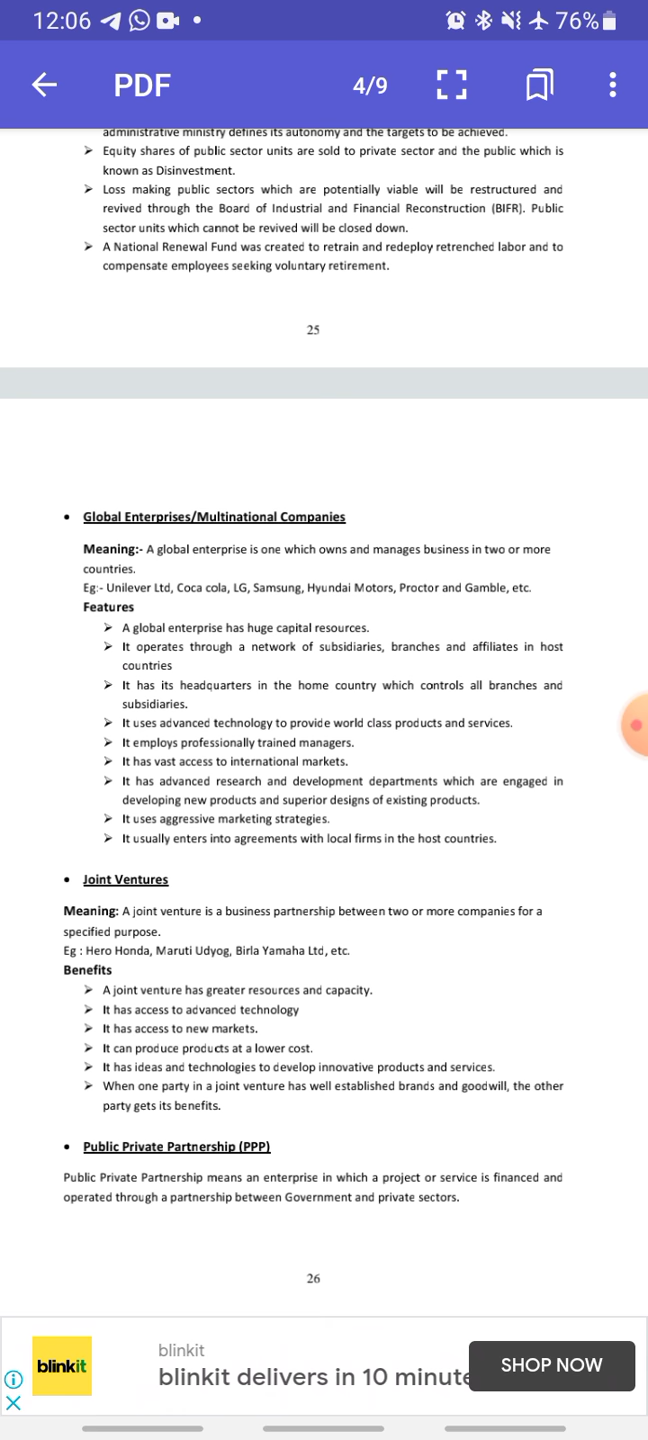 12:06 76%
PDF 4/9
administrative ministry defines its autonomy and the targets to be achieved.
➢ Equity shares of public sector units are sold to private sector and the public which is
known as Disinvestment.
➢ Loss making public sectors which are potentially viable will be restructured and
revived through the Board of Industrial and Financial Reconstruction (BIFR). Public
sector units which cannot be revived will be closed down.
➢ A National Renewal Fund was created to retrain and redeploy retrenched labor and to
compensate employees seeking voluntary retirement.
25
• Global Enterprises/Multinational Companies
Meaning:- A global enterprise is one which owns and manages business in two or more
countries.
Eg:- Unilever Ltd, Coca cola, LG, Samsung, Hyundai Motors, Proctor and Gamble, etc.
Features
➢ A global enterprise has huge capital resources.
➢ It operates through a network of subsidiaries, branches and affiliates in host
countries
➢ It has its headquarters in the home country which controls all branches and
subsidiaries.
➢ It uses advanced technology to provide world class products and services.
➢ It employs professionally trained managers.
➢ It has vast access to international markets.
➢ It has advanced research and development departments which are engaged in
developing new products and superior designs of existing products.
➢ It uses aggressive marketing strategies.
➢ It usually enters into agreements with local firms in the host countries.
• Joint Ventures
Meaning: A joint venture is a business partnership between two or more companies for a
specified purpose.
Eg : Hero Honda, Maruti Udyog, Birla Yamaha Ltd, etc.
Benefits
➢ A joint venture has greater resources and capacity.
➢ It has access to advanced technology
➢ It has access to new markets.
➢ It can produce products at a lower cost.
➢ It has ideas and technologies to develop innovative products and services.
➢ When one party in a joint venture has well established brands and goodwill, the other
party gets its benefits.
• Public Private Partnership (PPP)
Public Private Partnership means an enterprise in which a project or service is financed and
operated through a partnership between Government and private sectors.
26
blinkit
blinkit
blinkit delivers in 10 minute
SHOP NOW